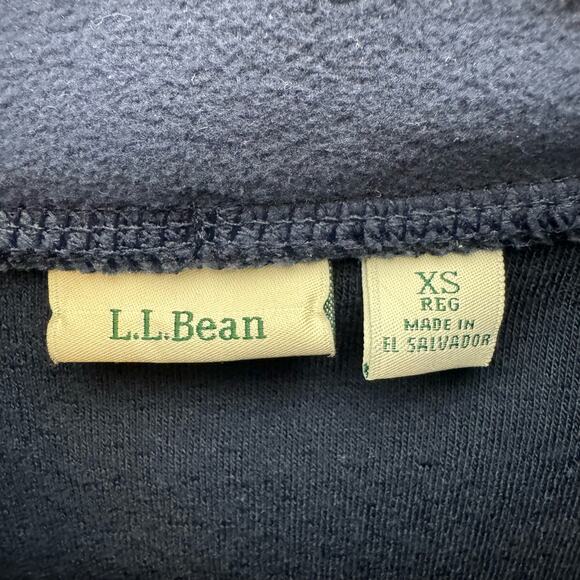 L.L.Bean
XS
REG
MADE IN
EL SALVADOR